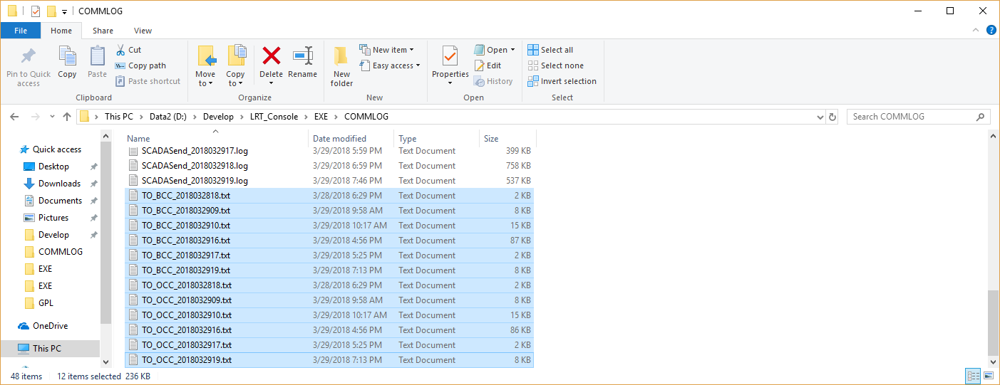 COMMLOG
File Home Share View
Pin to Quick access
Copy
Paste
Cut
Copy path
Paste shortcut
Clipboard
Move to
Copy to
Delete
Rename
Organize
New folder
New item
Easy access
New
Properties
Open
Edit
History
Open
Select all
Select none
Invert selection
Select
This PC > Data2 (D:) > Develop > LRT_Console > EXE > COMMLOG
Search COMMLOG
Quick access
Desktop
Downloads
Documents
Pictures
Develop
COMMLOG
EXE
EXE
GPL
OneDrive
This PC
Name Date modified Type Size
SCADASend_2018032917.log 3/29/2018 5:59 PM Text Document 399 KB
SCADASend_2018032918.log 3/29/2018 6:59 PM Text Document 758 KB
SCADASend_2018032919.log 3/29/2018 7:46 PM Text Document 537 KB
TO_BCC_2018032818.txt 3/28/2018 6:29 PM Text Document 2 KB
TO_BCC_2018032909.txt 3/29/2018 9:58 AM Text Document 8 KB
TO_BCC_2018032910.txt 3/29/2018 10:17 AM Text Document 15 KB
TO_BCC_2018032916.txt 3/29/2018 4:56 PM Text Document 87 KB
TO_BCC_2018032917.txt 3/29/2018 5:25 PM Text Document 2 KB
TO_BCC_2018032919.txt 3/29/2018 7:13 PM Text Document 8 KB
TO_OCC_2018032818.txt 3/28/2018 6:29 PM Text Document 2 KB
TO_OCC_2018032909.txt 3/29/2018 9:58 AM Text Document 8 KB
TO_OCC_2018032910.txt 3/29/2018 10:17 AM Text Document 15 KB
TO_OCC_2018032916.txt 3/29/2018 4:56 PM Text Document 86 KB
TO_OCC_2018032917.txt 3/29/2018 5:25 PM Text Document 2 KB
TO_OCC_2018032919.txt 3/29/2018 7:13 PM Text Document 8 KB
48 items 12 items selected 236 KB